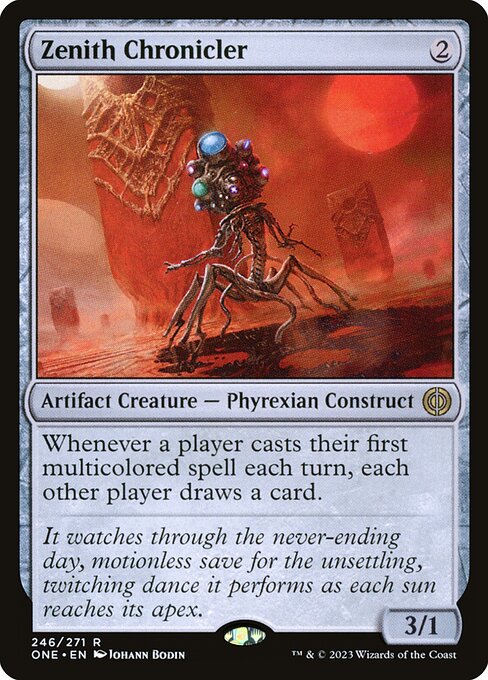 Zenith Chronicler 2
Artifact Creature — Phyrexian Construct
Whenever a player casts their first
multicolored spell each turn, each
other player draws a card.
It watches through the never-ending
day, motionless save for the unsettling,
twitching dance it performs as each sun
reaches its apex.
3/1
246/271 R
ONE • EN Johann Bodin
™ & © 2023 Wizards of the Coast